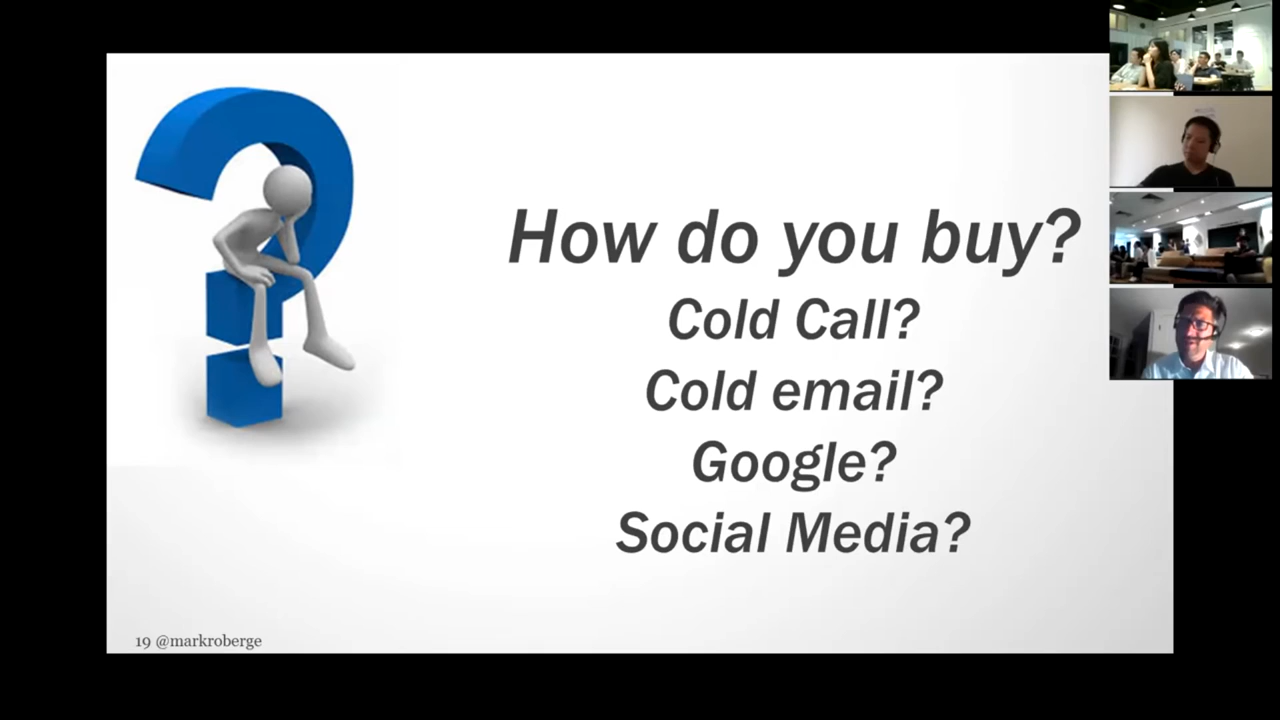 How do you buy?
Cold Call?
Cold email?
Google?
Social Media?
19 @markroberge